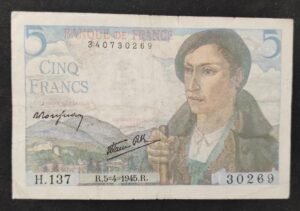 5 BANQUE DE FRANCE 5
340730269
CINQ
FRANCS
H.137 R.5-4-1945.R. 30269